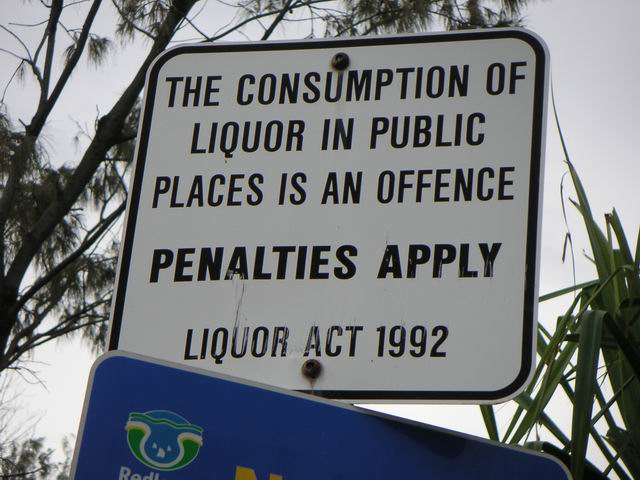 THE CONSUMPTION OF
LIQUOR IN PUBLIC
PLACES IS AN OFFENCE
PENALTIES APPLY
LIQUOR ACT 1992